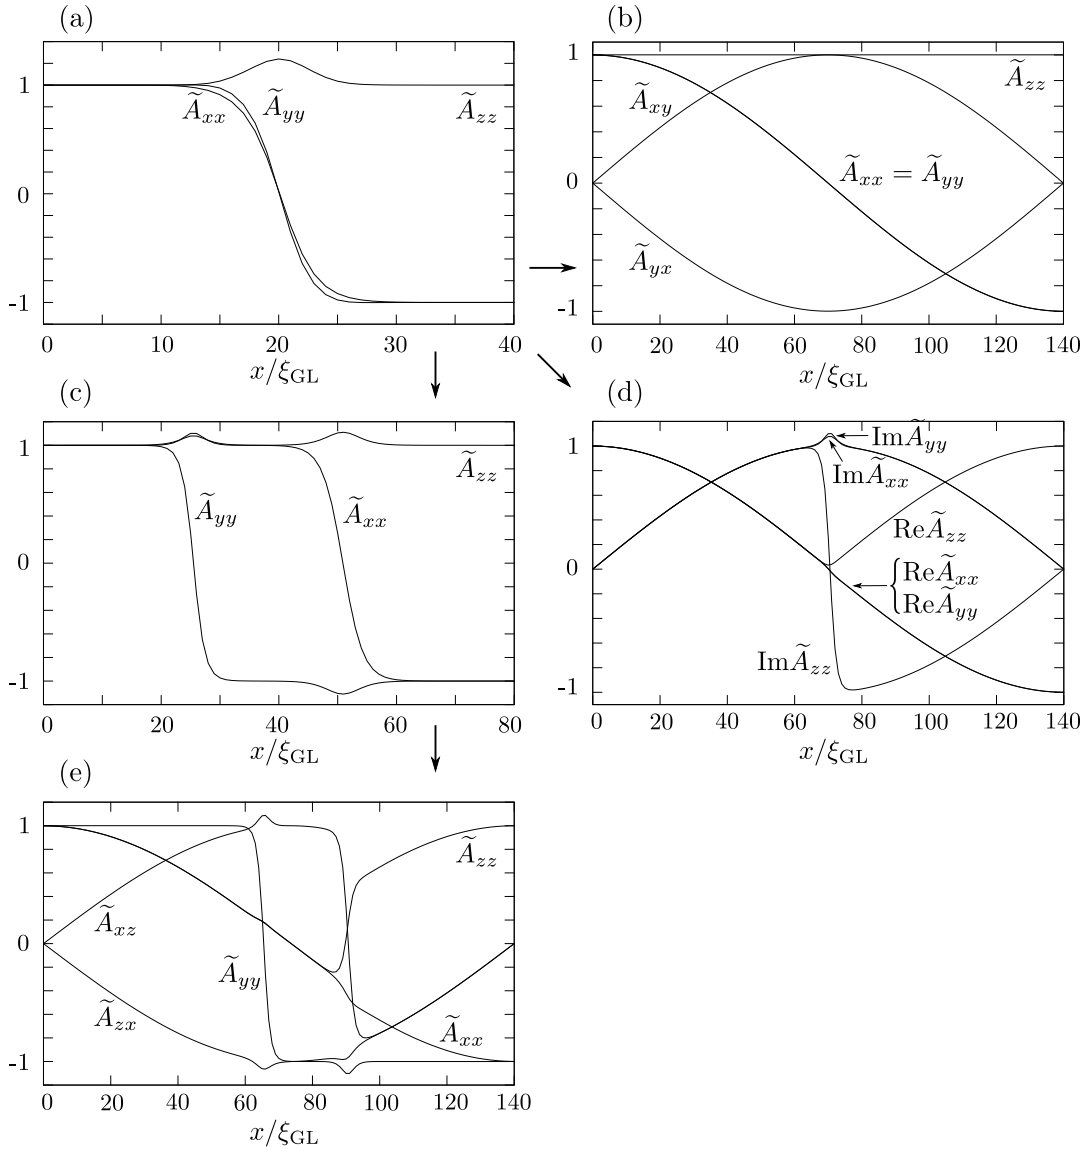 (a)
1
0
-1
0 10 20 30 40
x/ξ_GL
Ã_xx
Ã_yy
Ã_zz
(b)
1
0
-1
0 20 40 60 80 100 120 140
x/ξ_GL
Ã_zz
Ã_xy
Ã_xx = Ã_yy
Ã_yx
(c)
1
0
-1
0 20 40 60 80
x/ξ_GL
Ã_zz
Ã_yy
Ã_xx
(d)
1
0
-1
0 20 40 60 80 100 120 140
x/ξ_GL
ImÃ_yy
ImÃ_xx
ReÃ_zz
ReÃ_xx
ReÃ_yy
ImÃ_zz
(e)
1
0
-1
0 20 40 60 80 100 120 140
x/ξ_GL
Ã_zz
Ã_xz
Ã_yy
Ã_zx
Ã_xx